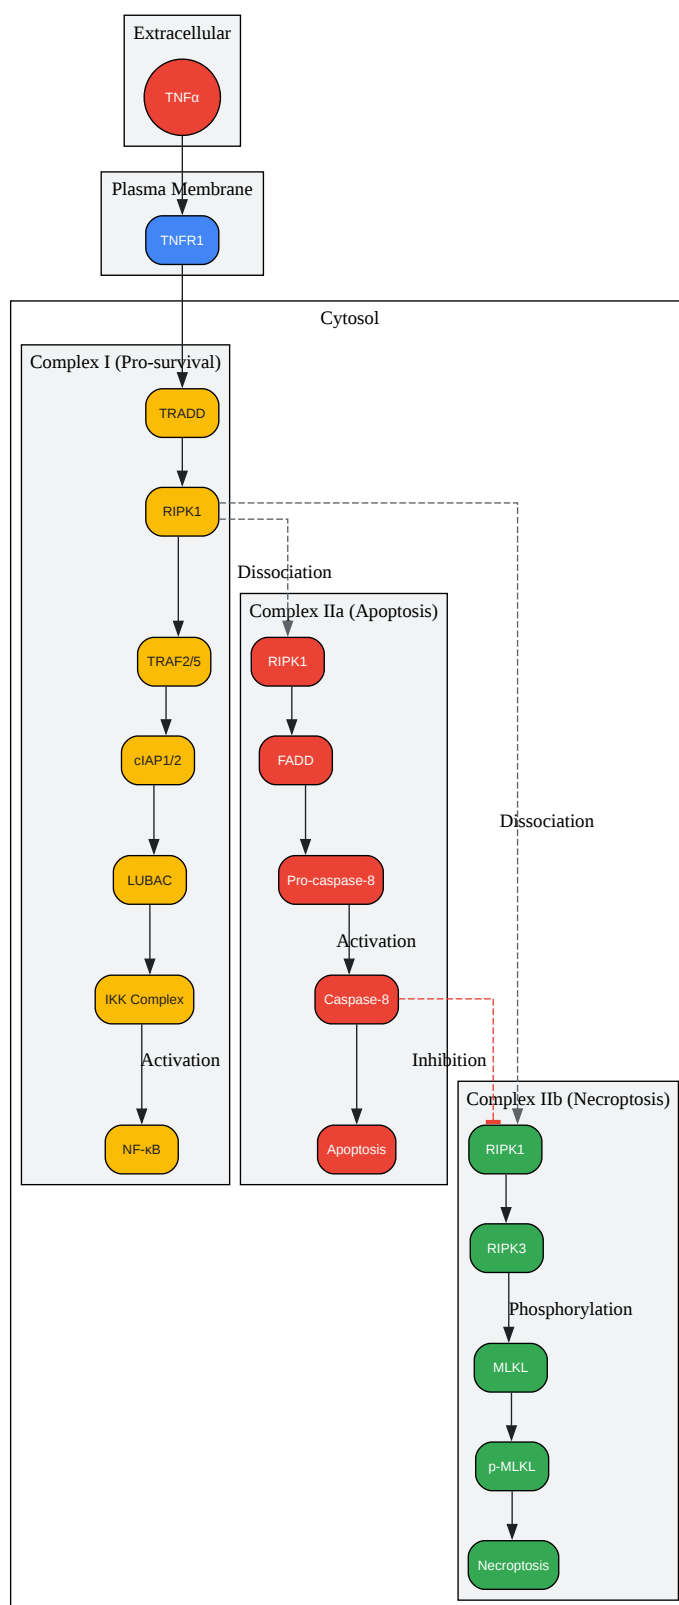 Extracellular
TNFα
Plasma Membrane
TNFR1
Cytosol
Complex I (Pro-survival)
TRADD
RIPK1
Dissociation
Complex IIa (Apoptosis)
TRAF2/5
RIPK1
cIAP1/2
FADD
Dissociation
LUBAC
Pro-caspase-8
Activation
IKK Complex
Caspase-8
Activation
Inhibition
Complex IIb (Necroptosis)
NF-κB
Apoptosis
RIPK1
RIPK3
Phosphorylation
MLKL
p-MLKL
Necroptosis